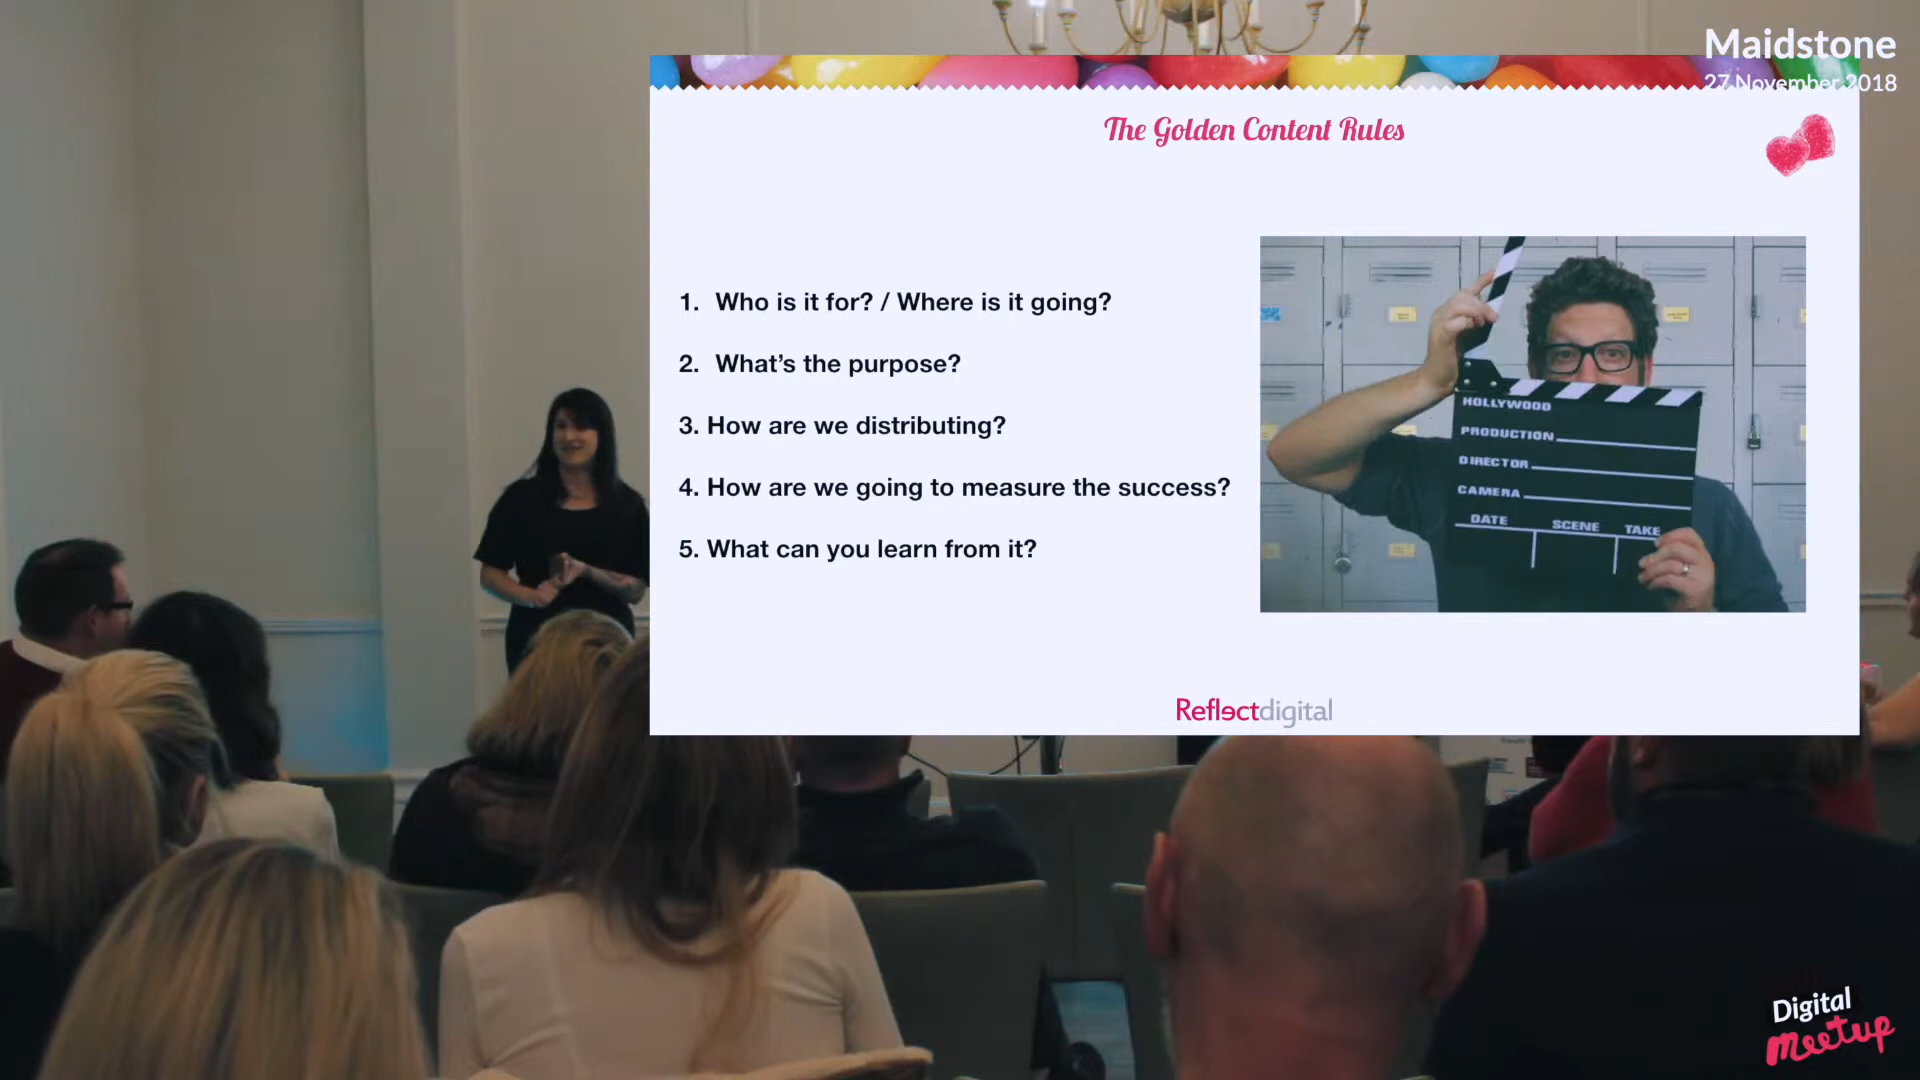 Maidstone
27 November 2018
The Golden Content Rules
1. Who is it for? / Where is it going?
2. What's the purpose?
3. How are we distributing?
4. How are we going to measure the success?
5. What can you learn from it?
HOLLYWOOD
PRODUCTION
DIRECTOR
CAMERA
DATE SCENE TAKE
Reflectdigital
Digital
meetup